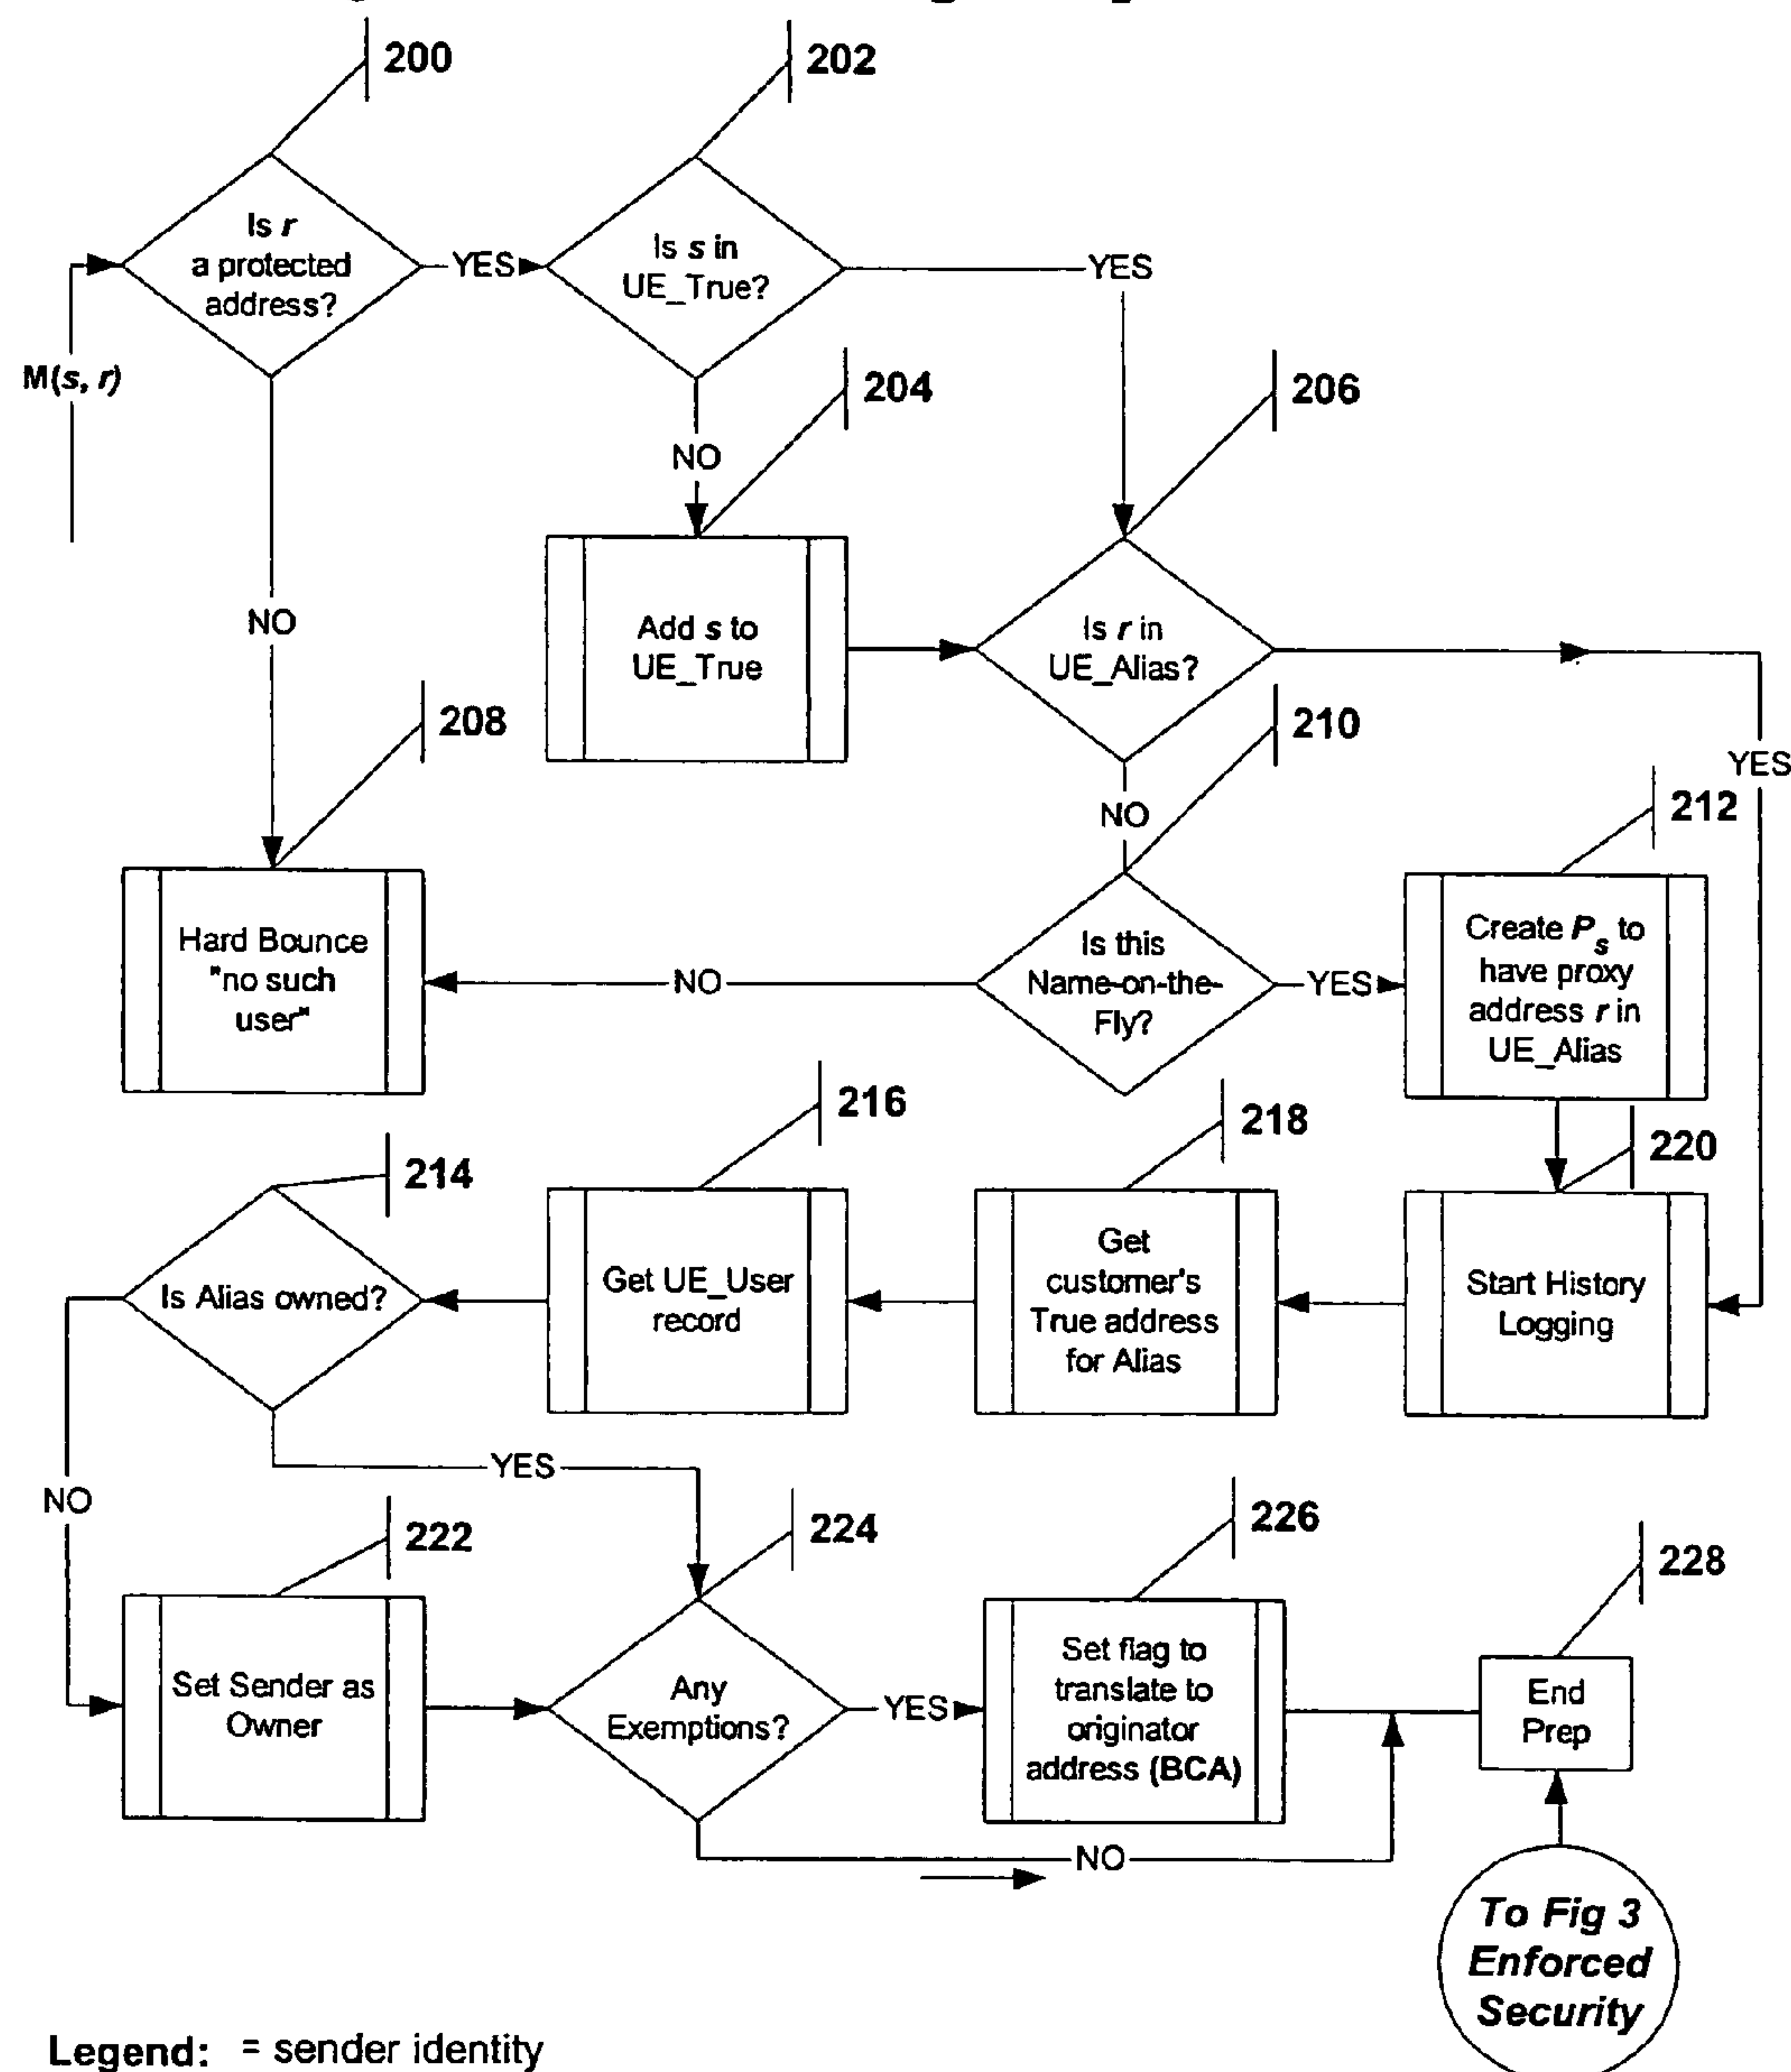 200
202
Is r
a protected
address?
YES
Is s in
UE_True?
YES
M(s, r)
204
206
NO
NO
Add s to
UE_True
Is r in
UE_Alias?
208
210
YES
212
NO
Hard Bounce
"no such
user"
NO
Is this
Name-on-the-
Fly?
YES
Create Ps to
have proxy
address r in
UE_Alias
216
218
220
214
Is Alias owned?
Get UE_User
record
Get
customer's
True address
for Alias
Start History
Logging
YES
NO
222
224
226
228
Set Sender as
Owner
Any
Exemptions?
YES
Set flag to
translate to
originator
address (BCA)
End
Prep
NO
To Fig 3
Enforced
Security
Legend: = sender identity